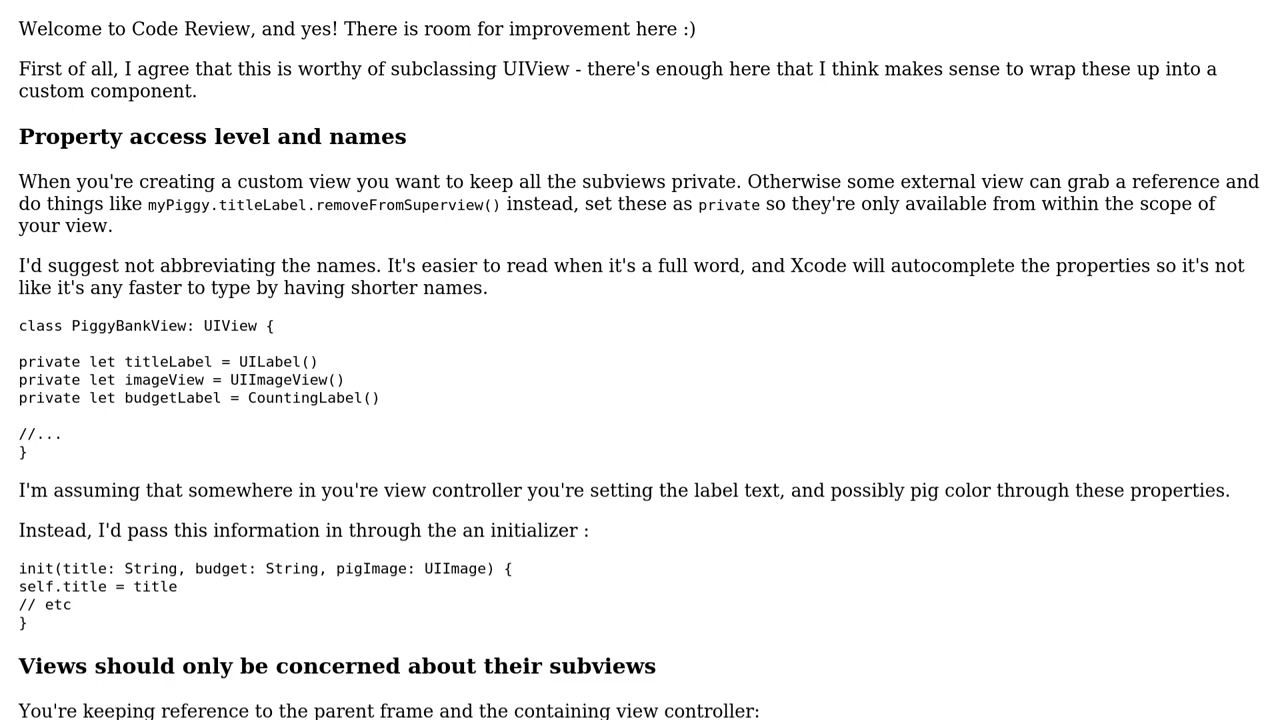 Welcome to Code Review, and yes! There is room for improvement here :)
First of all, I agree that this is worthy of subclassing UIView - there's enough here that I think makes sense to wrap these up into a
custom component.
Property access level and names
When you're creating a custom view you want to keep all the subviews private. Otherwise some external view can grab a reference and
do things like myPiggy.titleLabel.removeFromSuperview() instead, set these as private so they're only available from within the scope of
your view.
I'd suggest not abbreviating the names. It's easier to read when it's a full word, and Xcode will autocomplete the properties so it's not
like it's any faster to type by having shorter names.
class PiggyBankView: UIView {
private let titleLabel = UILabel()
private let imageView = UIImageView()
private let budgetLabel = CountingLabel()
//...
}
I'm assuming that somewhere in you're view controller you're setting the label text, and possibly pig color through these properties.
Instead, I'd pass this information in through the an initializer :
init(title: String, budget: String, pigImage: UIImage) {
self.title = title
// etc
}
Views should only be concerned about their subviews
You're keeping reference to the parent frame and the containing view controller: